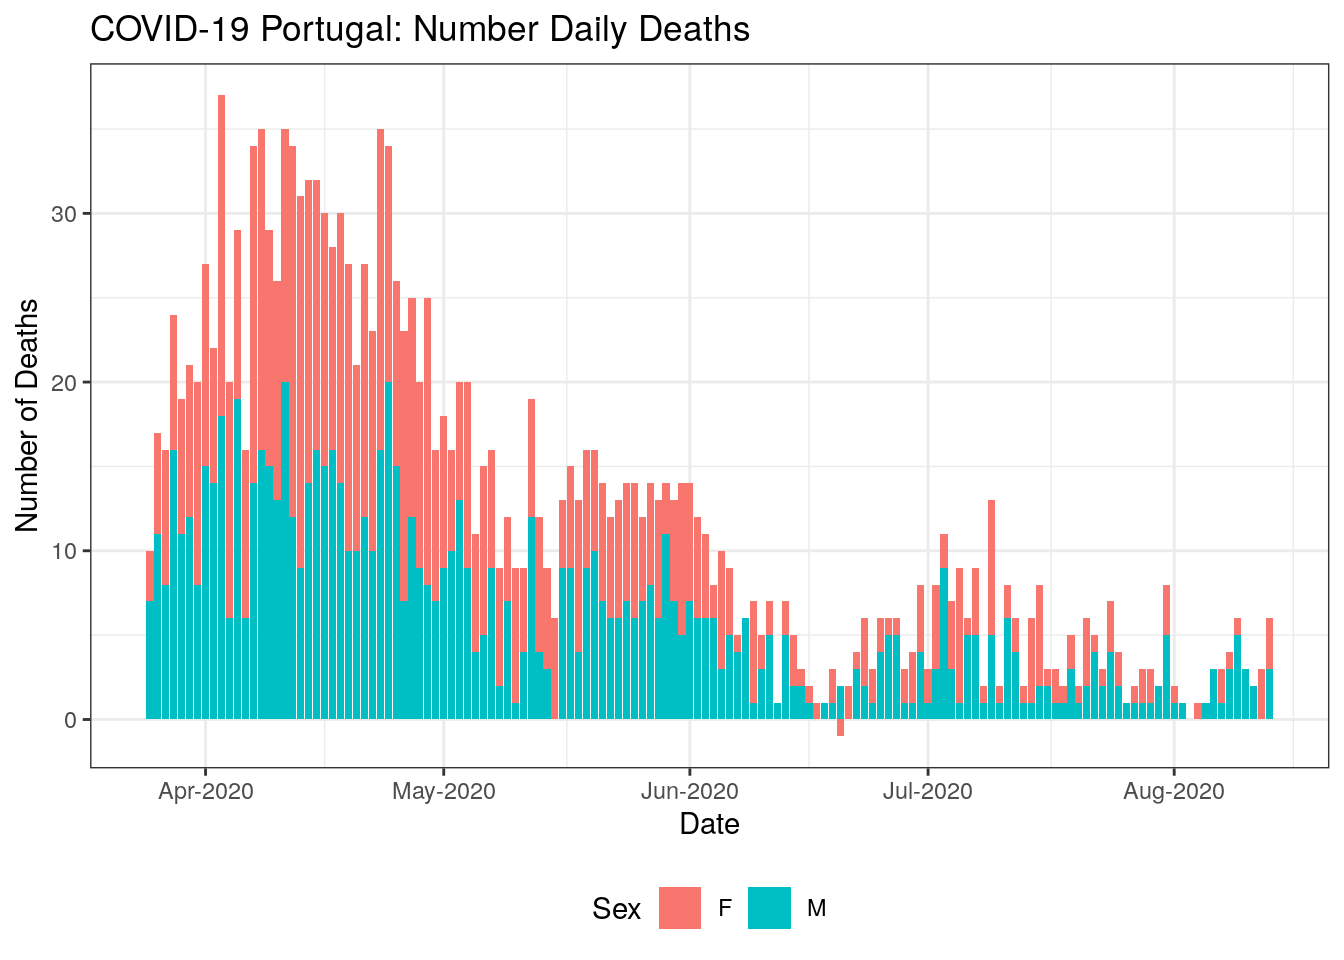 COVID-19 Portugal: Number Daily Deaths
Number of Deaths
30
20
10
0
Apr-2020 May-2020 Jun-2020 Jul-2020 Aug-2020
Date
Sex F M